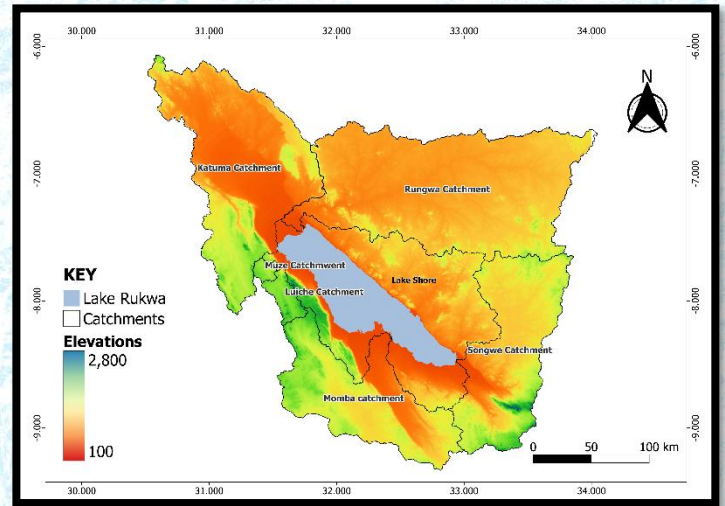 30.000 31.000 32.000 33.000 34.000
-6.000 -6.000
N
Katuma Catchment
-7.000 -7.000
Rungwa Catchment
Muze Catchmwent
KEY
Lake Shore
Lake Rukwa
Luiche Catchment
-8.000 -8.000
Catchments
Elevations
Songwe Catchment
2,800
Momba catchment
-9.000 -9.000
100
0 50 100 km
30.000 31.000 32.000 33.000 34.000